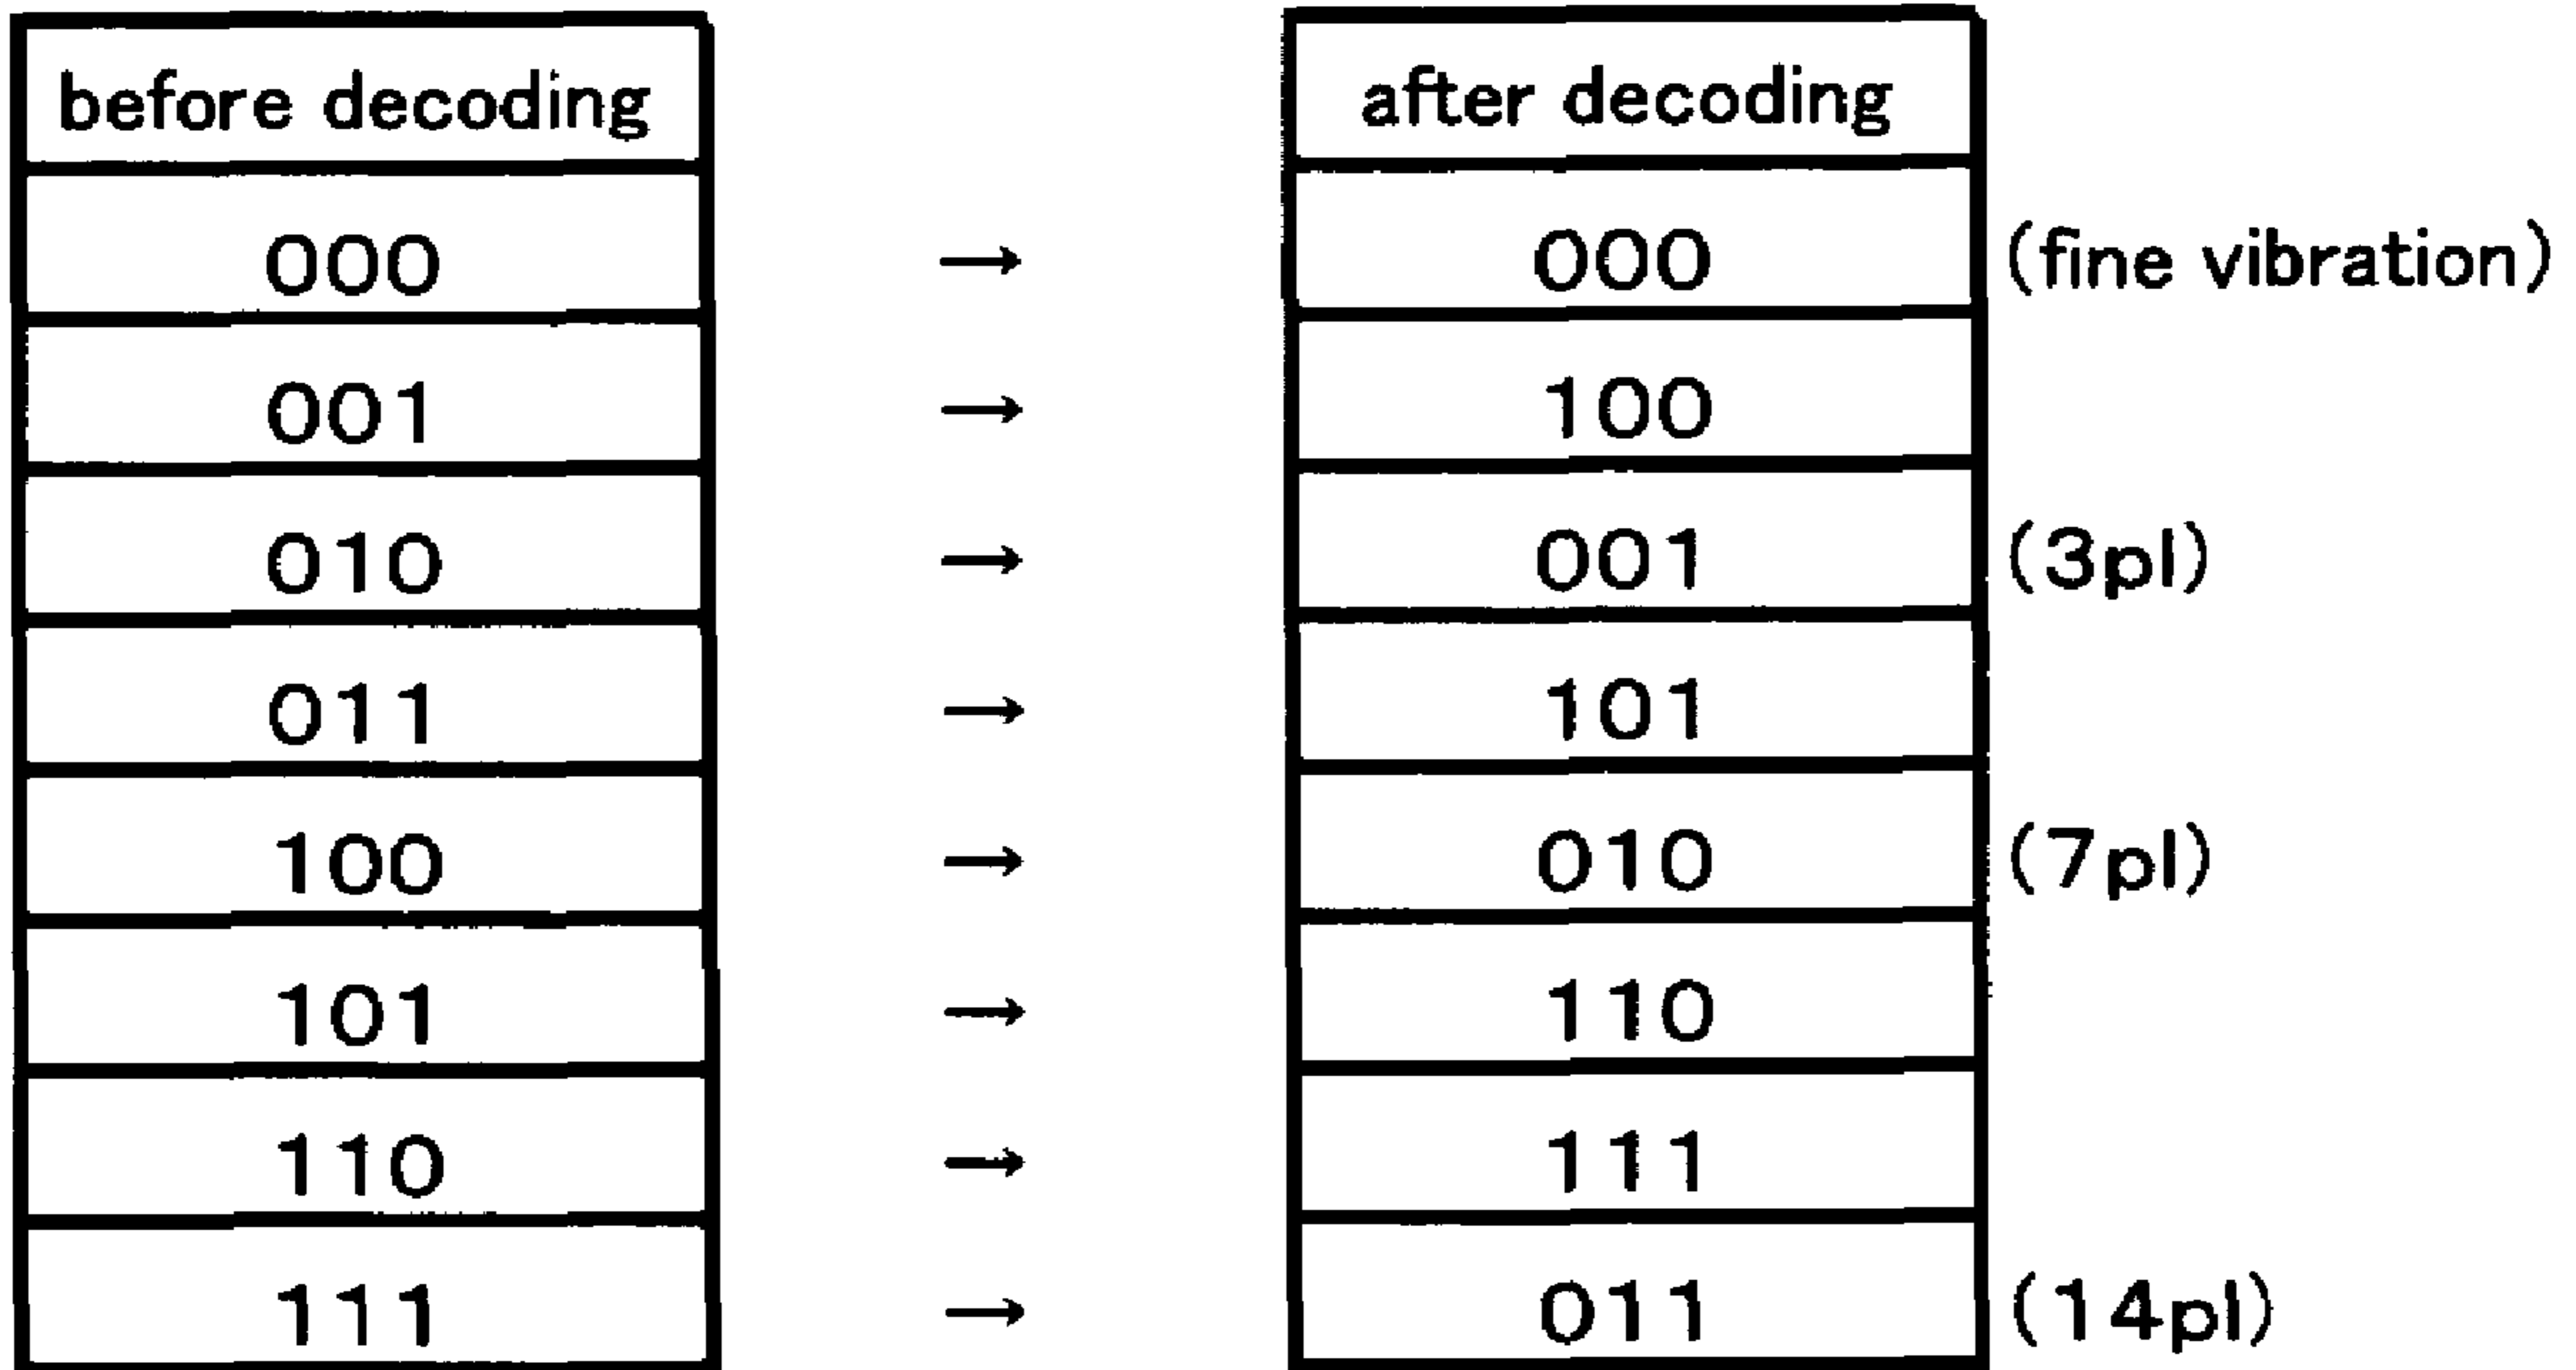 before decoding after decoding
000 → 000 (fine vibration)
001 → 100
010 → 001 (3pl)
011 → 101
100 → 010 (7pl)
101 → 110
110 → 111
111 → 011 (14pl)